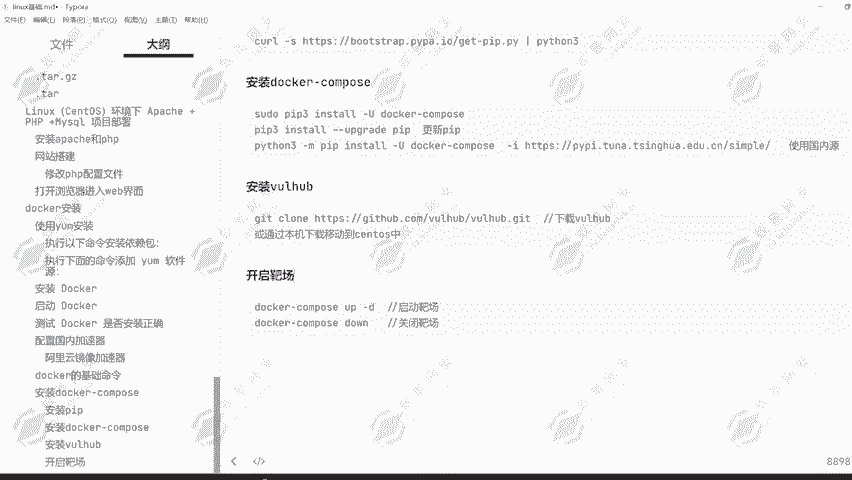 linux基础.md• - Typora
文件(F) 编辑(E) 段落(P) 格式(O) 视图(V) 主题(T) 帮助(H)
文件
大纲
.tar.gz
.tar
Linux (CentOS) 环境下 Apache +
PHP +Mysql 项目部署
安装apache和php
网站搭建
修改php配置文件
打开浏览器进入web界面
docker安装
使用yum安装
执行以下命令安装依赖包:
执行下面的命令添加 yum 软件
源:
安装 Docker
启动 Docker
测试 Docker 是否安装正确
配置国内加速器
阿里云镜像加速器
docker的基础命令
安装docker-compose
安装pip
安装docker-compose
安装vulhub
开启靶场
curl -s https://bootstrap.pypa.io/get-pip.py | python3
安装docker-compose
sudo pip3 install -U docker-compose
pip3 install --upgrade pip 更新pip
python3 -m pip install -U docker-compose -i https://pypi.tuna.tsinghua.edu.cn/simple/ 使用国内源
安装vulhub
git clone https://github.com/vulhub/vulhub.git //下载vulhub
或通过本机下载移动到centos中
开启靶场
docker-compose up -d //启动靶场
docker-compose down //关闭靶场
8898